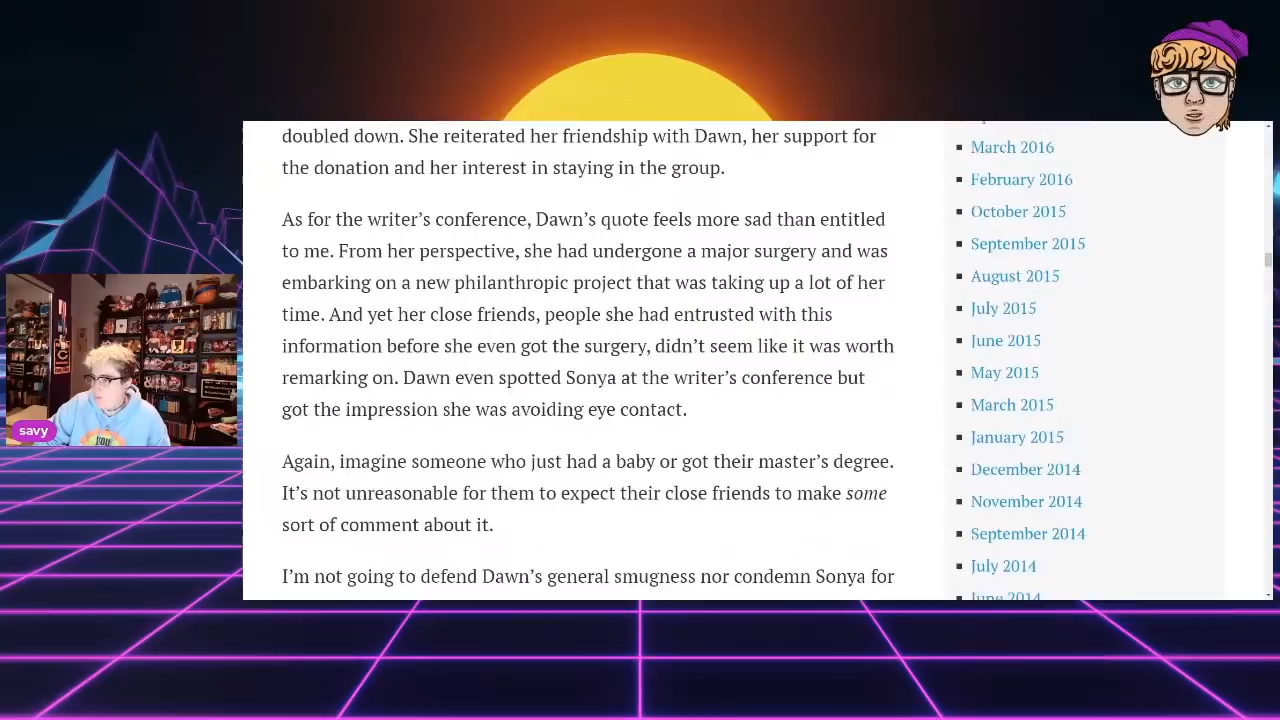 doubled down. She reiterated her friendship with Dawn, her support for
the donation and her interest in staying in the group.
As for the writer’s conference, Dawn’s quote feels more sad than entitled
to me. From her perspective, she had undergone a major surgery and was
embarking on a new philanthropic project that was taking up a lot of her
time. And yet her close friends, people she had entrusted with this
information before she even got the surgery, didn’t seem like it was worth
remarking on. Dawn even spotted Sonya at the writer’s conference but
got the impression she was avoiding eye contact.
Again, imagine someone who just had a baby or got their master’s degree.
It’s not unreasonable for them to expect their close friends to make some
sort of comment about it.
I’m not going to defend Dawn’s general smugness nor condemn Sonya for
March 2016
February 2016
October 2015
September 2015
August 2015
July 2015
June 2015
May 2015
March 2015
January 2015
December 2014
November 2014
September 2014
July 2014
June 2014
savy
YOU